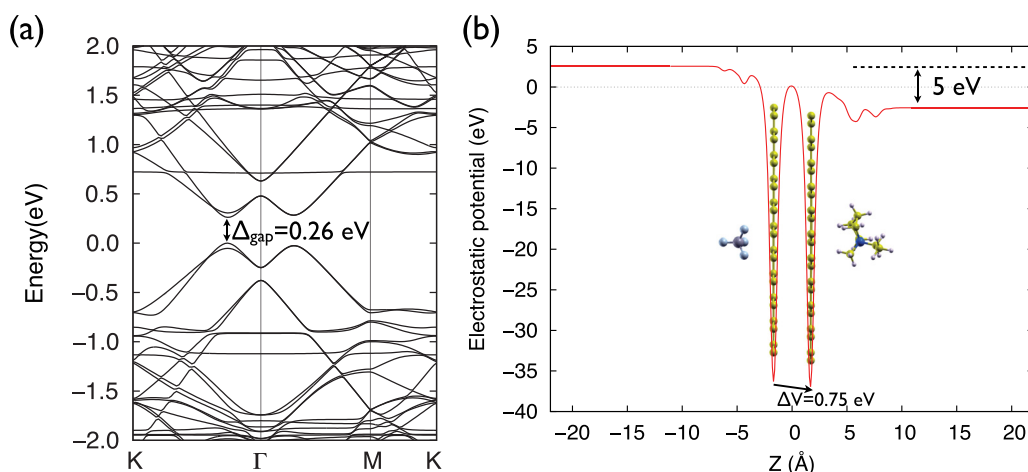 (a)
2.0
1.5
1.0
0.5
0.0
−0.5
−1.0
−1.5
−2.0
Energy(eV)
Δgap=0.26 eV
K Γ M K
(b)
5
0
−5
−10
−15
−20
−25
−30
−35
−40
Electrostatic potential (eV)
−20 −15 −10 −5 0 5 10 15 20
5 eV
ΔV=0.75 eV
Z (Å)